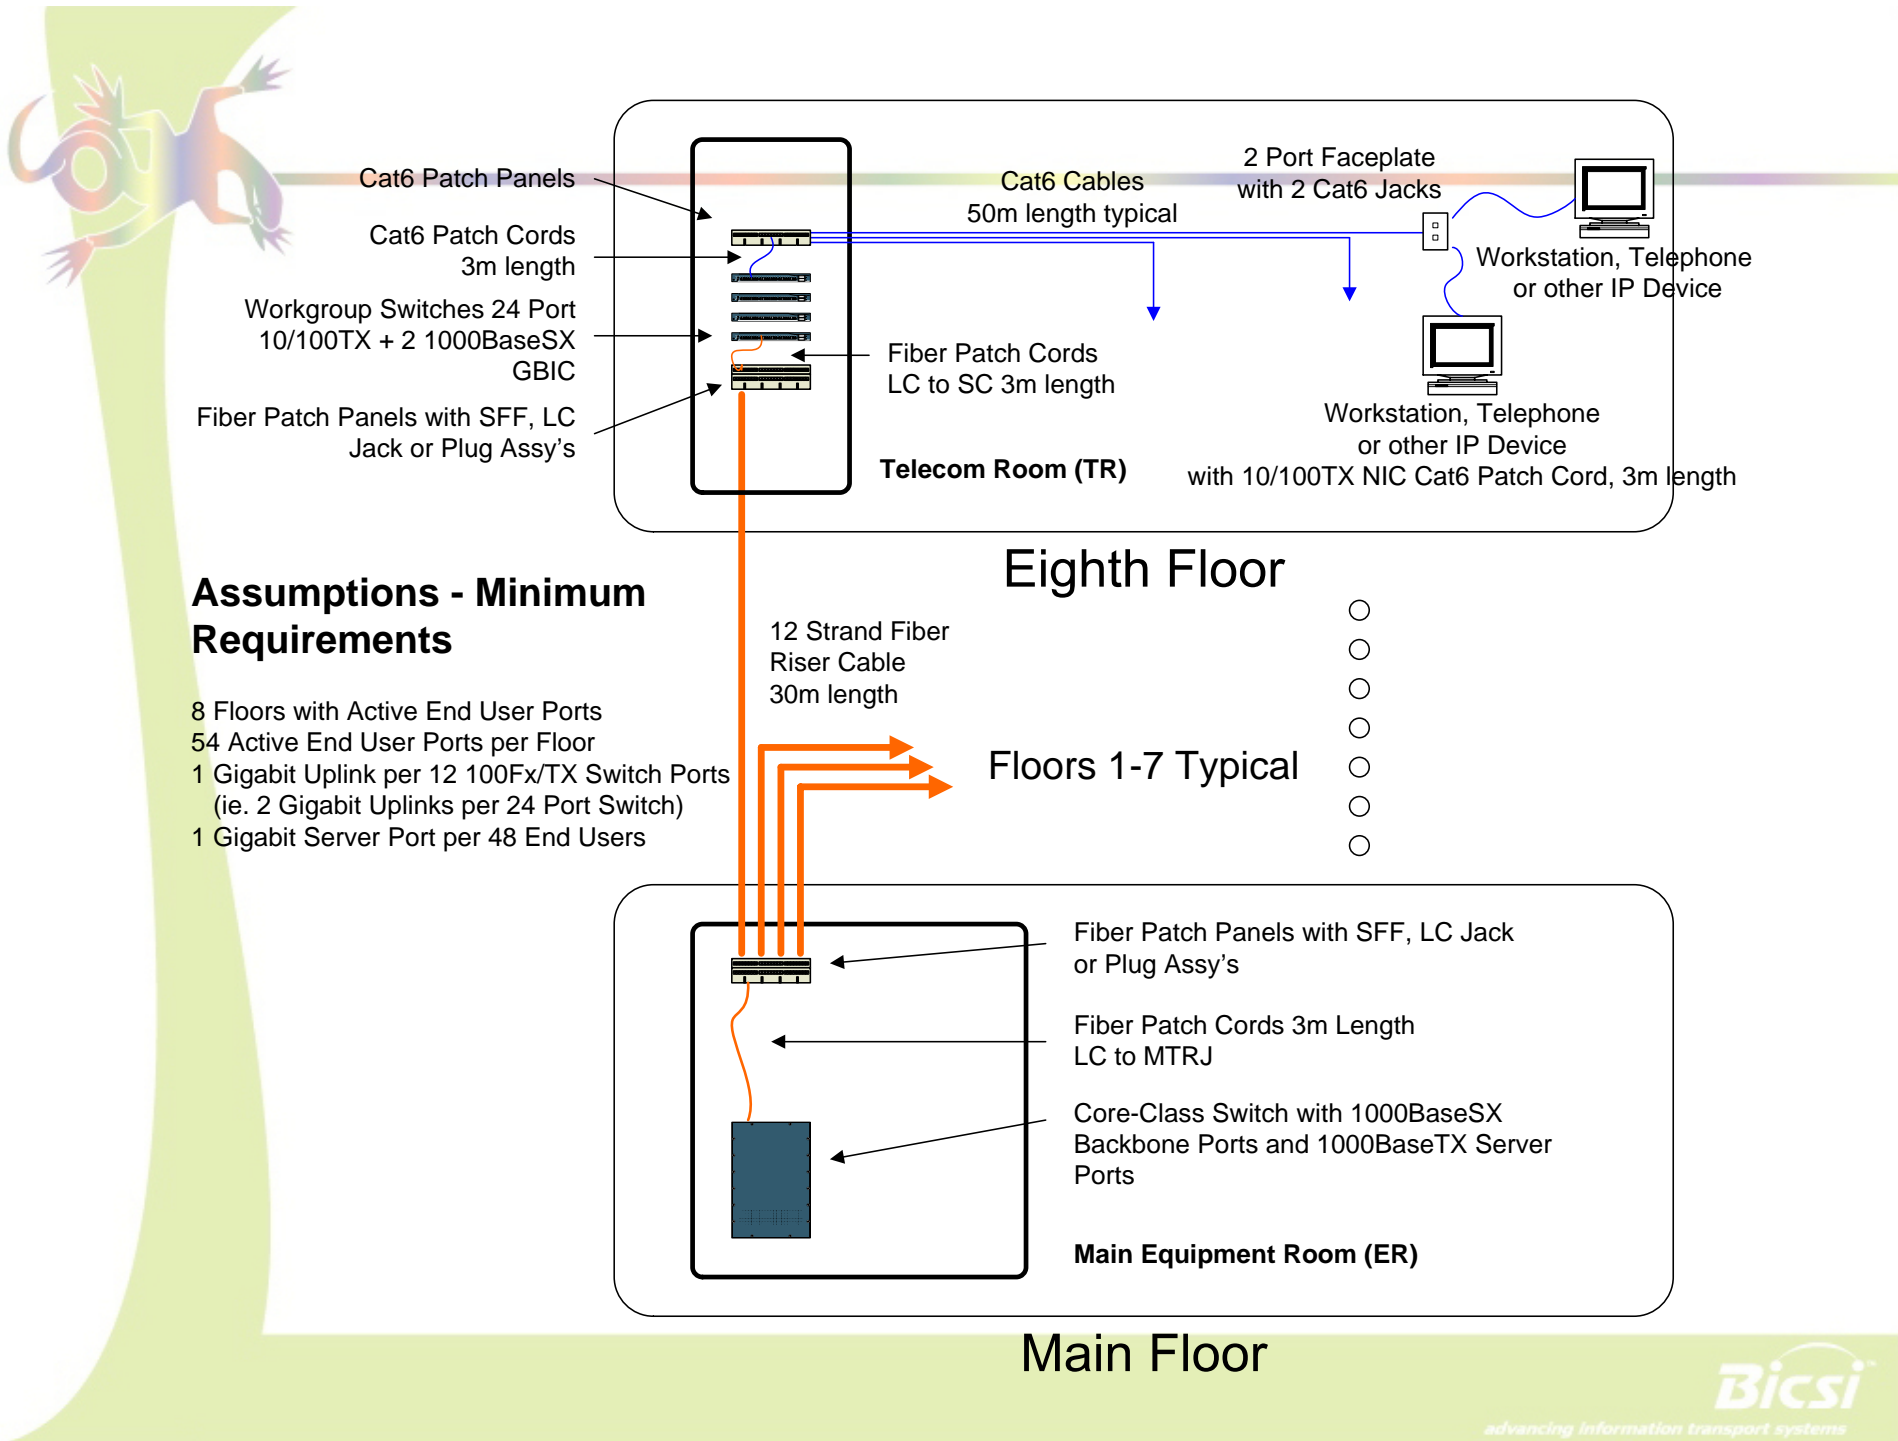 Cat6 Patch Panels
Cat6 Patch Cords
3m length
Workgroup Switches 24 Port
10/100TX + 2 1000BaseSX
GBIC
Fiber Patch Panels with SFF, LC
Jack or Plug Assy's
Cat6 Cables
50m length typical
2 Port Faceplate
with 2 Cat6 Jacks
Workstation, Telephone
or other IP Device
Fiber Patch Cords
LC to SC 3m length
Workstation, Telephone
or other IP Device
with 10/100TX NIC Cat6 Patch Cord, 3m length
Telecom Room (TR)
Eighth Floor
Assumptions - Minimum
Requirements
8 Floors with Active End User Ports
54 Active End User Ports per Floor
1 Gigabit Uplink per 12 100Fx/TX Switch Ports
(ie. 2 Gigabit Uplinks per 24 Port Switch)
1 Gigabit Server Port per 48 End Users
12 Strand Fiber
Riser Cable
30m length
Floors 1-7 Typical
Fiber Patch Panels with SFF, LC Jack
or Plug Assy's
Fiber Patch Cords 3m Length
LC to MTRJ
Core-Class Switch with 1000BaseSX
Backbone Ports and 1000BaseTX Server
Ports
Main Equipment Room (ER)
Main Floor
Bicsi
advancing information transport systems